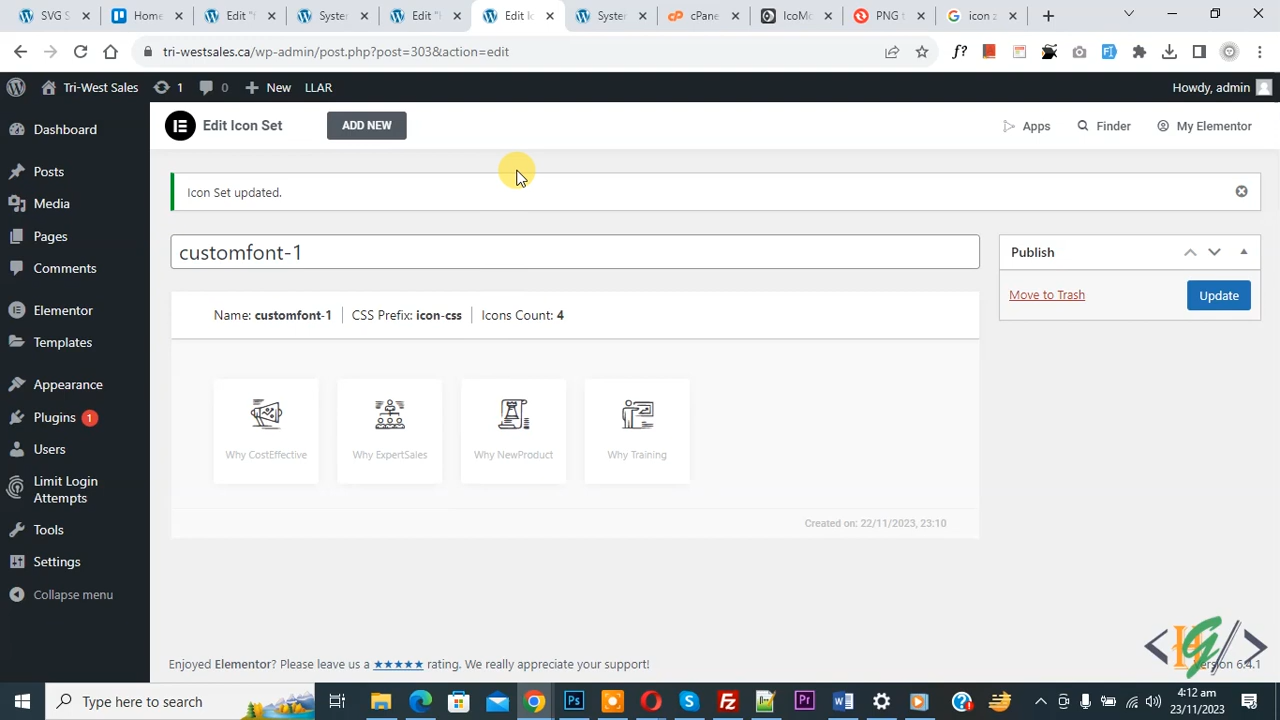 SVG S
Home
Edit "
System
Edit "I
Edit Ic
System
cPane
IcoMo
PNG t
icon z
tri-westsales.ca/wp-admin/post.php?post=303&action=edit
f?
Tri-West Sales
1
0
New
LLAR
Howdy, admin
Dashboard
Posts
Media
Pages
Comments
Elementor
Templates
Appearance
Plugins 1
Users
Limit Login
Attempts
Tools
Settings
Collapse menu
Edit Icon Set
ADD NEW
Apps
Finder
My Elementor
Icon Set updated.
customfont-1
Publish
Move to Trash
Update
Name: customfont-1
CSS Prefix: icon-css
Icons Count: 4
Why CostEffective
Why ExpertSales
Why NewProduct
Why Training
Created on: 22/11/2023, 23:10
Enjoyed Elementor? Please leave us a ★★★★★ rating. We really appreciate your support!
Version 6.4.1
<HG/>
Type here to search
Ps
Pr
4:12 am
23/11/2023